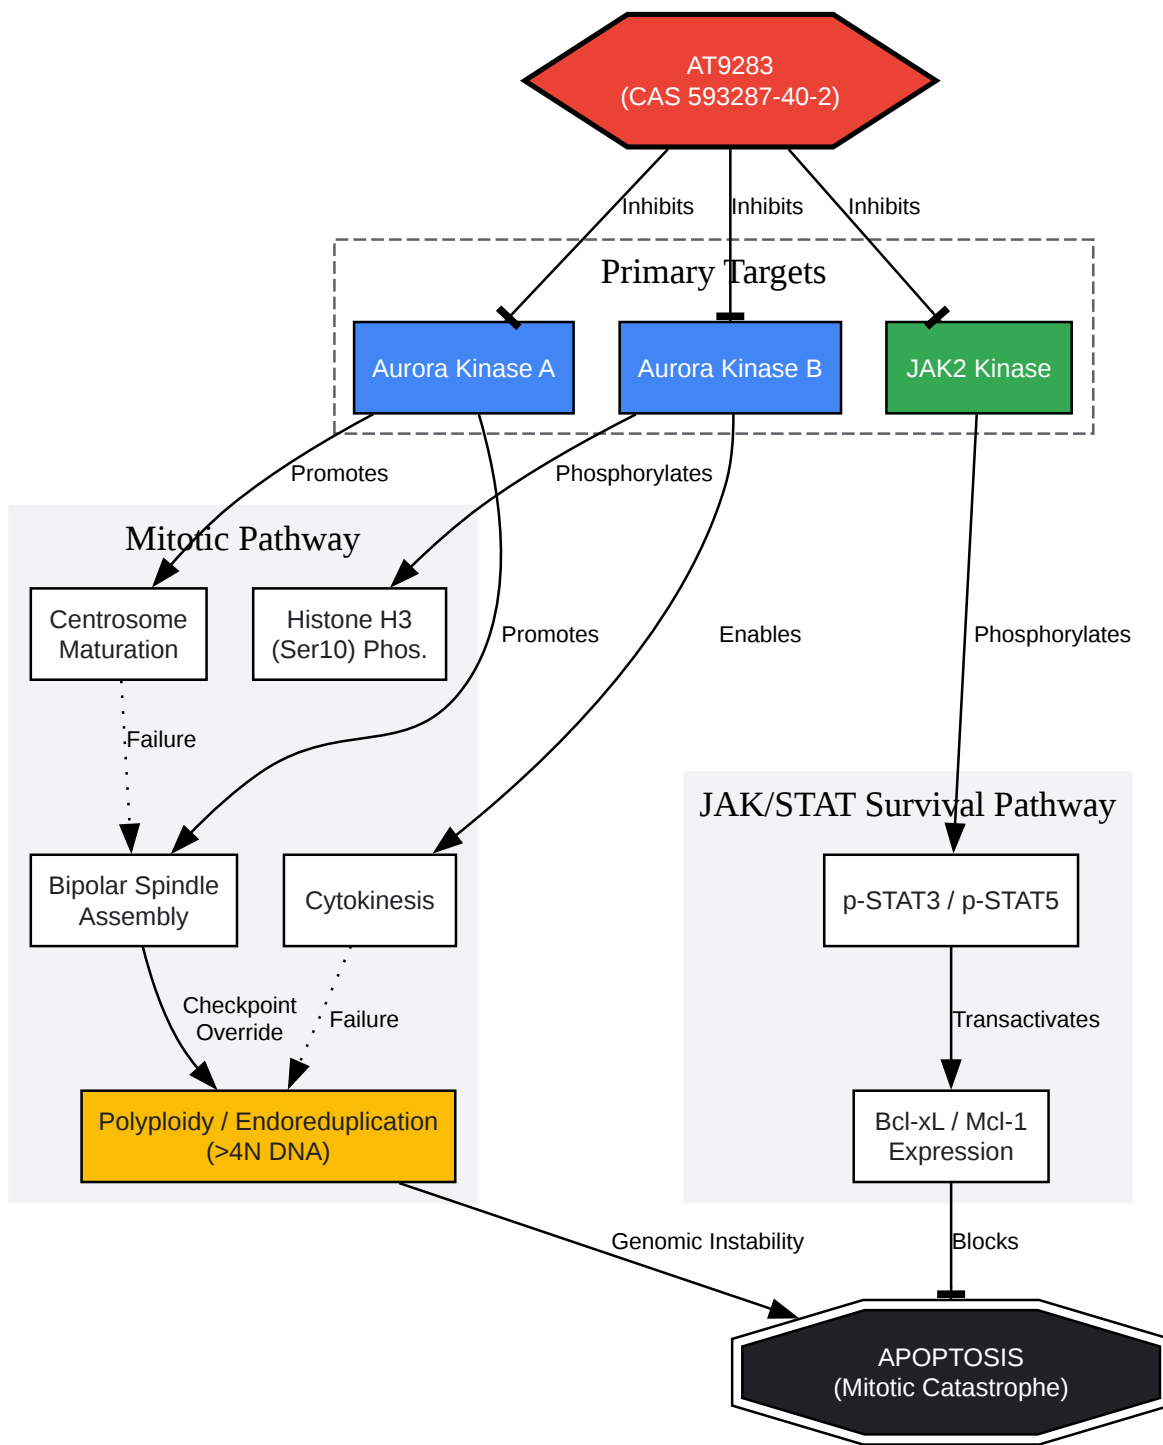 AT9283
(CAS 593287-40-2)
Inhibits
Inhibits
Inhibits
Primary Targets
Aurora Kinase A
Aurora Kinase B
JAK2 Kinase
Promotes
Phosphorylates
Mitotic Pathway
Centrosome
Maturation
Histone H3
(Ser10) Phos.
Promotes
Enables
Phosphorylates
Failure
JAK/STAT Survival Pathway
Bipolar Spindle
Assembly
Cytokinesis
p-STAT3 / p-STAT5
Checkpoint
Override
Failure
Transactivates
Polyploidy / Endoreduplication
(>4N DNA)
Bcl-xL / Mcl-1
Expression
Genomic Instability
Blocks
APOPTOSIS
(Mitotic Catastrophe)